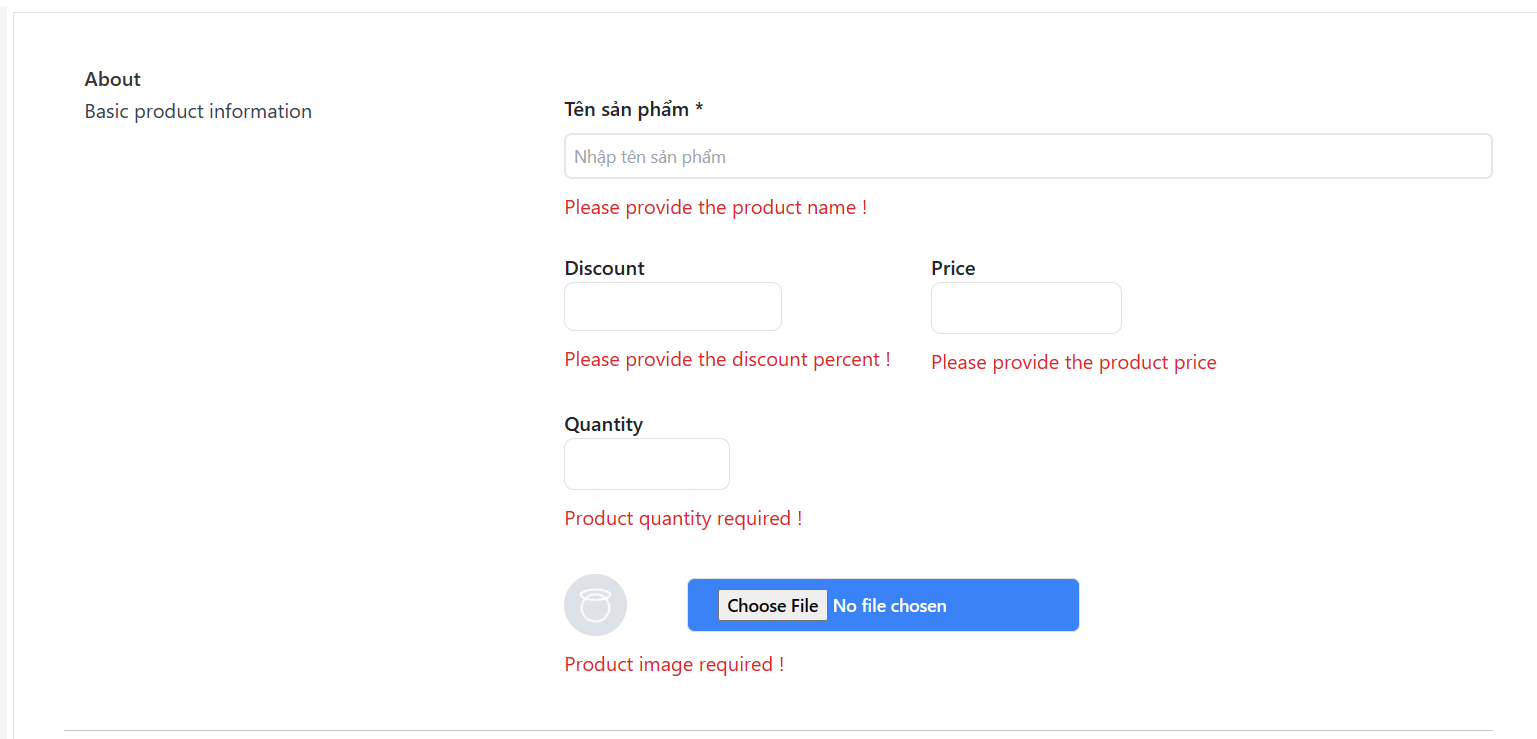 About
Basic product information
Tên sản phẩm *
Nhập tên sản phẩm
Please provide the product name !
Discount
Price
Please provide the discount percent !
Please provide the product price
Quantity
Product quantity required !
Choose File No file chosen
Product image required !